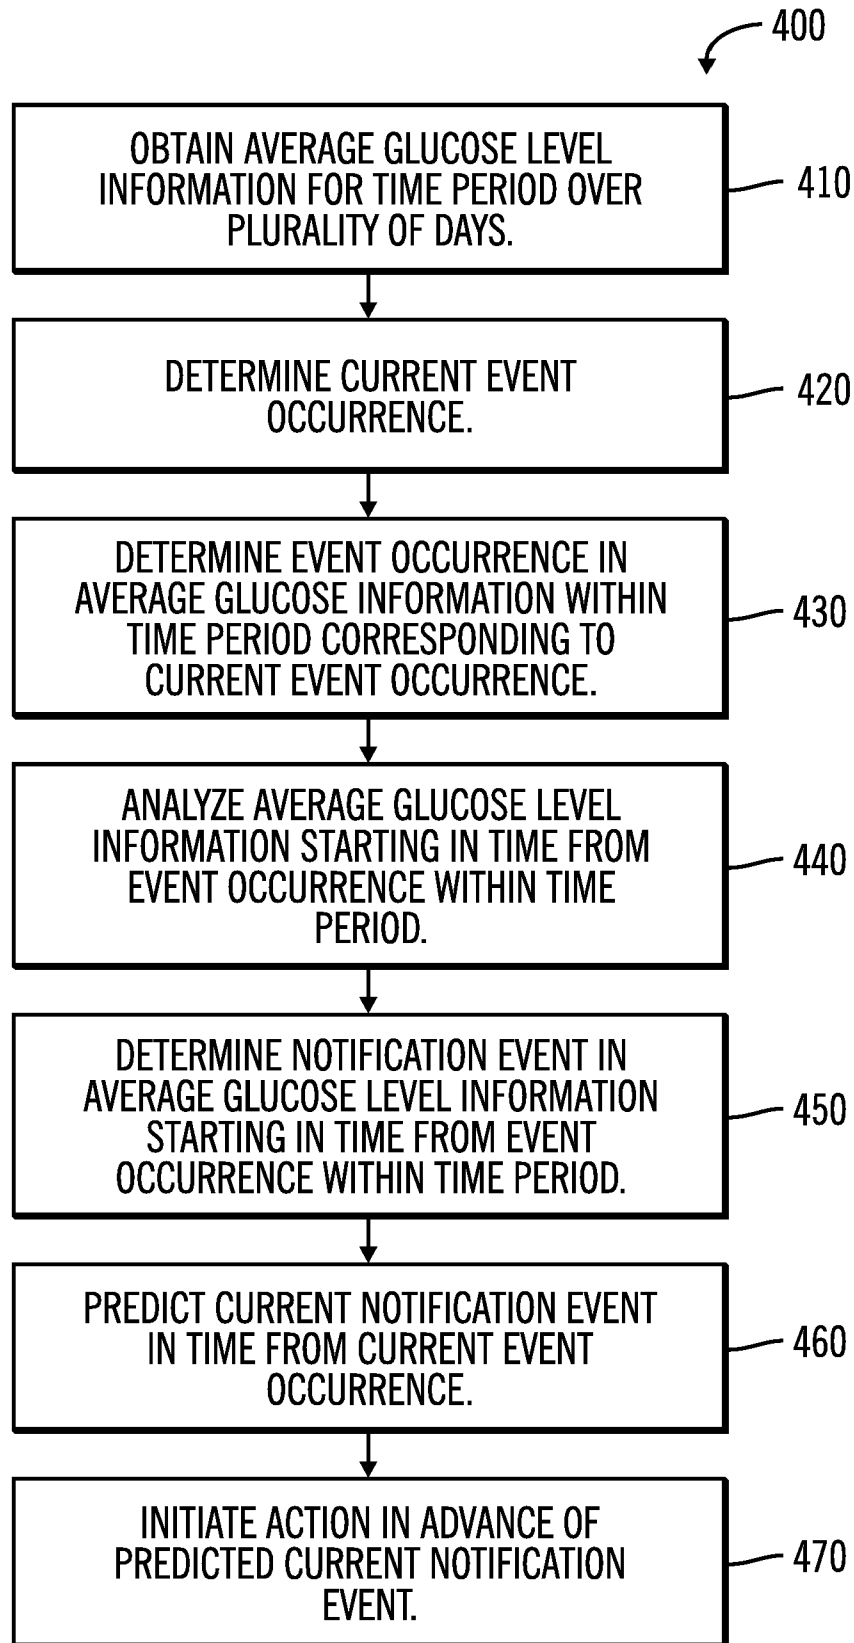 400
OBTAIN AVERAGE GLUCOSE LEVEL
INFORMATION FOR TIME PERIOD OVER
PLURALITY OF DAYS.
410
DETERMINE CURRENT EVENT
OCCURRENCE.
420
DETERMINE EVENT OCCURRENCE IN
AVERAGE GLUCOSE INFORMATION WITHIN
TIME PERIOD CORRESPONDING TO
CURRENT EVENT OCCURRENCE.
430
ANALYZE AVERAGE GLUCOSE LEVEL
INFORMATION STARTING IN TIME FROM
EVENT OCCURRENCE WITHIN TIME
PERIOD.
440
DETERMINE NOTIFICATION EVENT IN
AVERAGE GLUCOSE LEVEL INFORMATION
STARTING IN TIME FROM EVENT
OCCURRENCE WITHIN TIME PERIOD.
450
PREDICT CURRENT NOTIFICATION EVENT
IN TIME FROM CURRENT EVENT
OCCURRENCE.
460
INITIATE ACTION IN ADVANCE OF
PREDICTED CURRENT NOTIFICATION
EVENT.
470